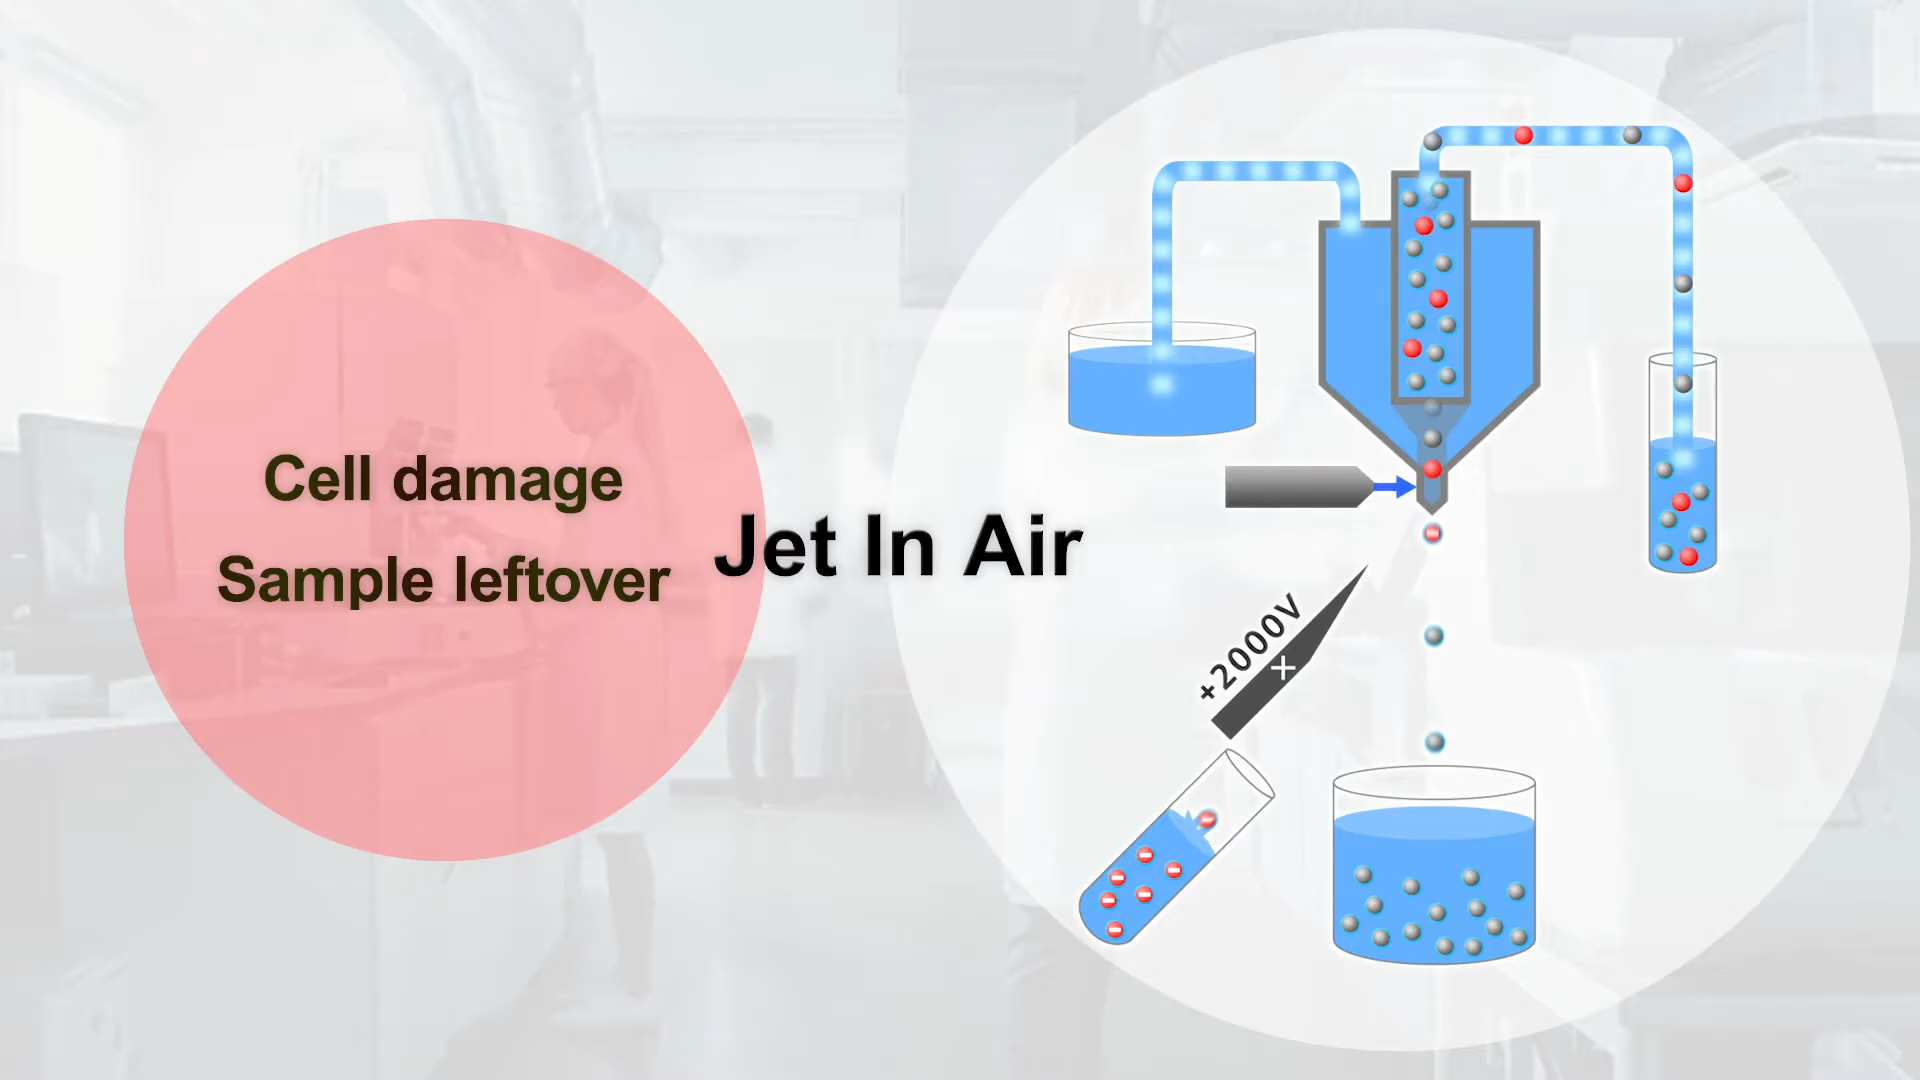 Cell damage
Sample leftover
Jet In Air
+2000V
+